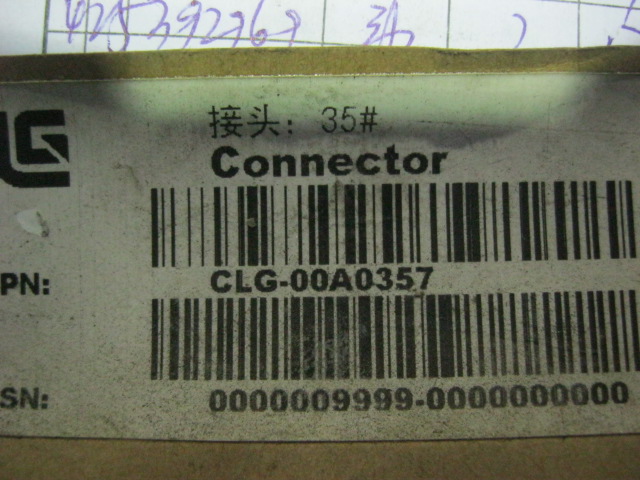 接头: 35#
Connector
PN: CLG-00A0357
SN: 0000009999-0000000000